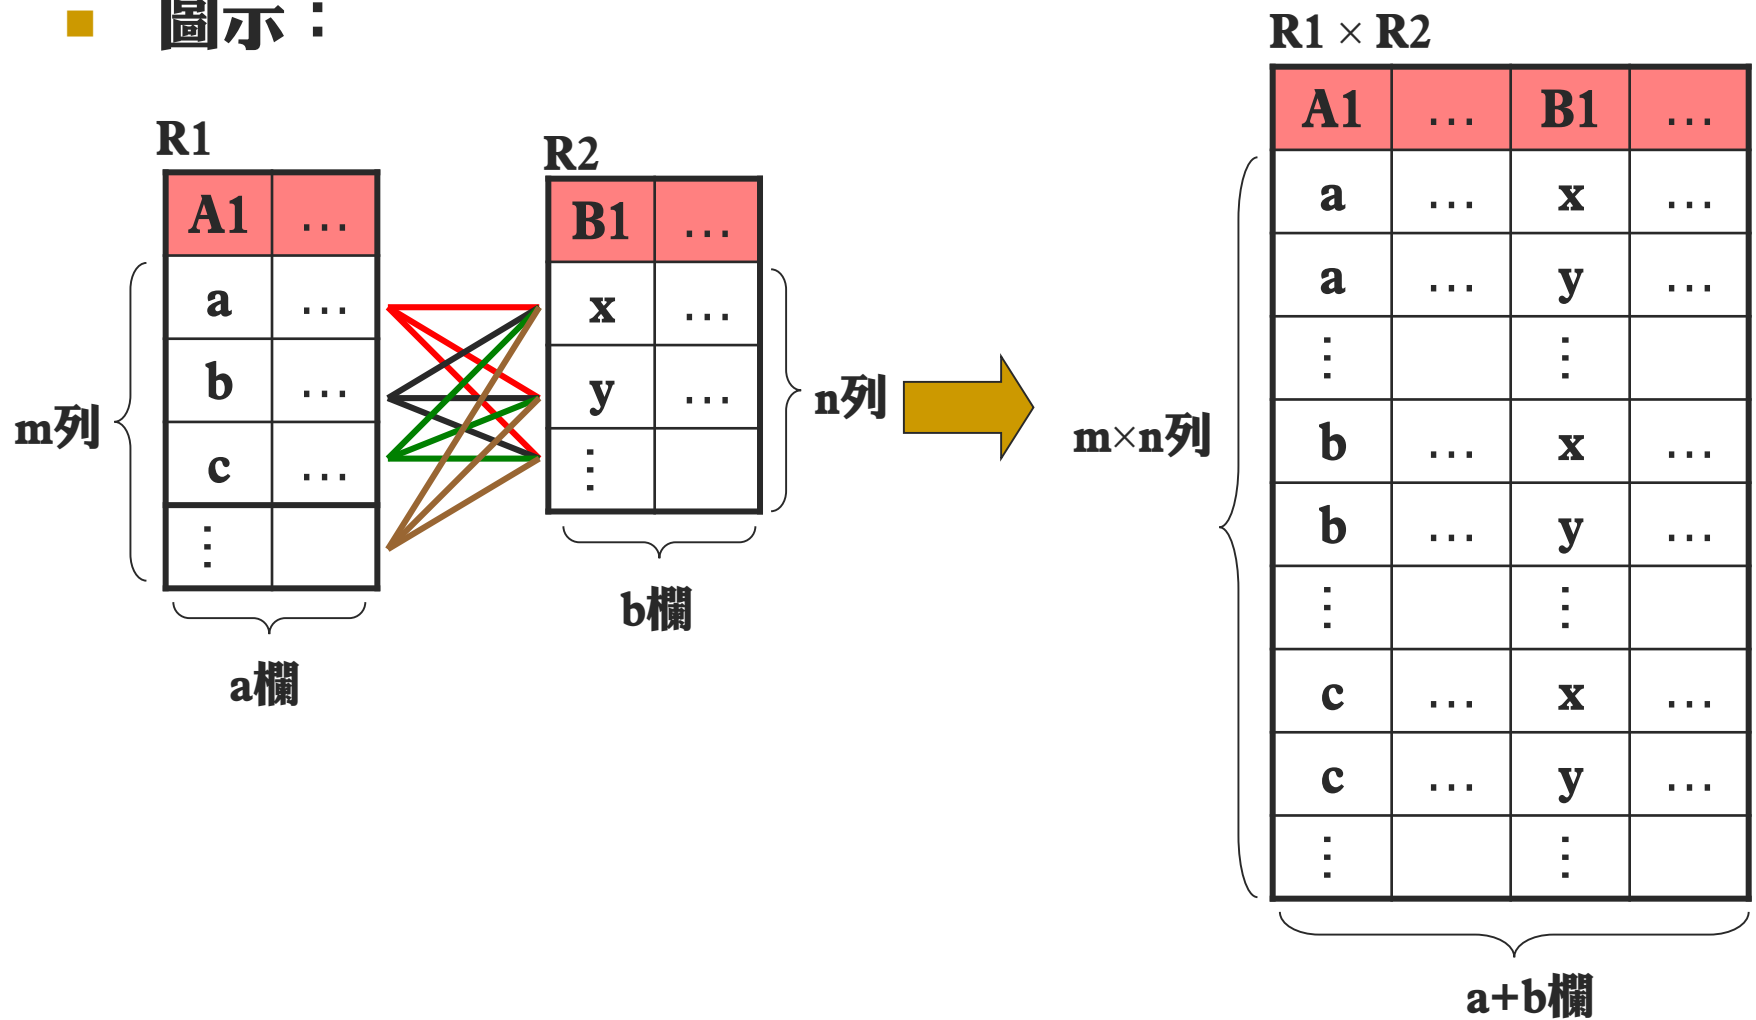 圖示：
R1
A1 …
a …
b …
c …
⋮
m列
a欄
R2
B1 …
x …
y …
⋮
n列
b欄
R1 × R2
A1 … B1 …
a … x …
a … y …
⋮ ⋮
b … x …
b … y …
⋮ ⋮
c … x …
c … y …
⋮ ⋮
m×n列
a+b欄